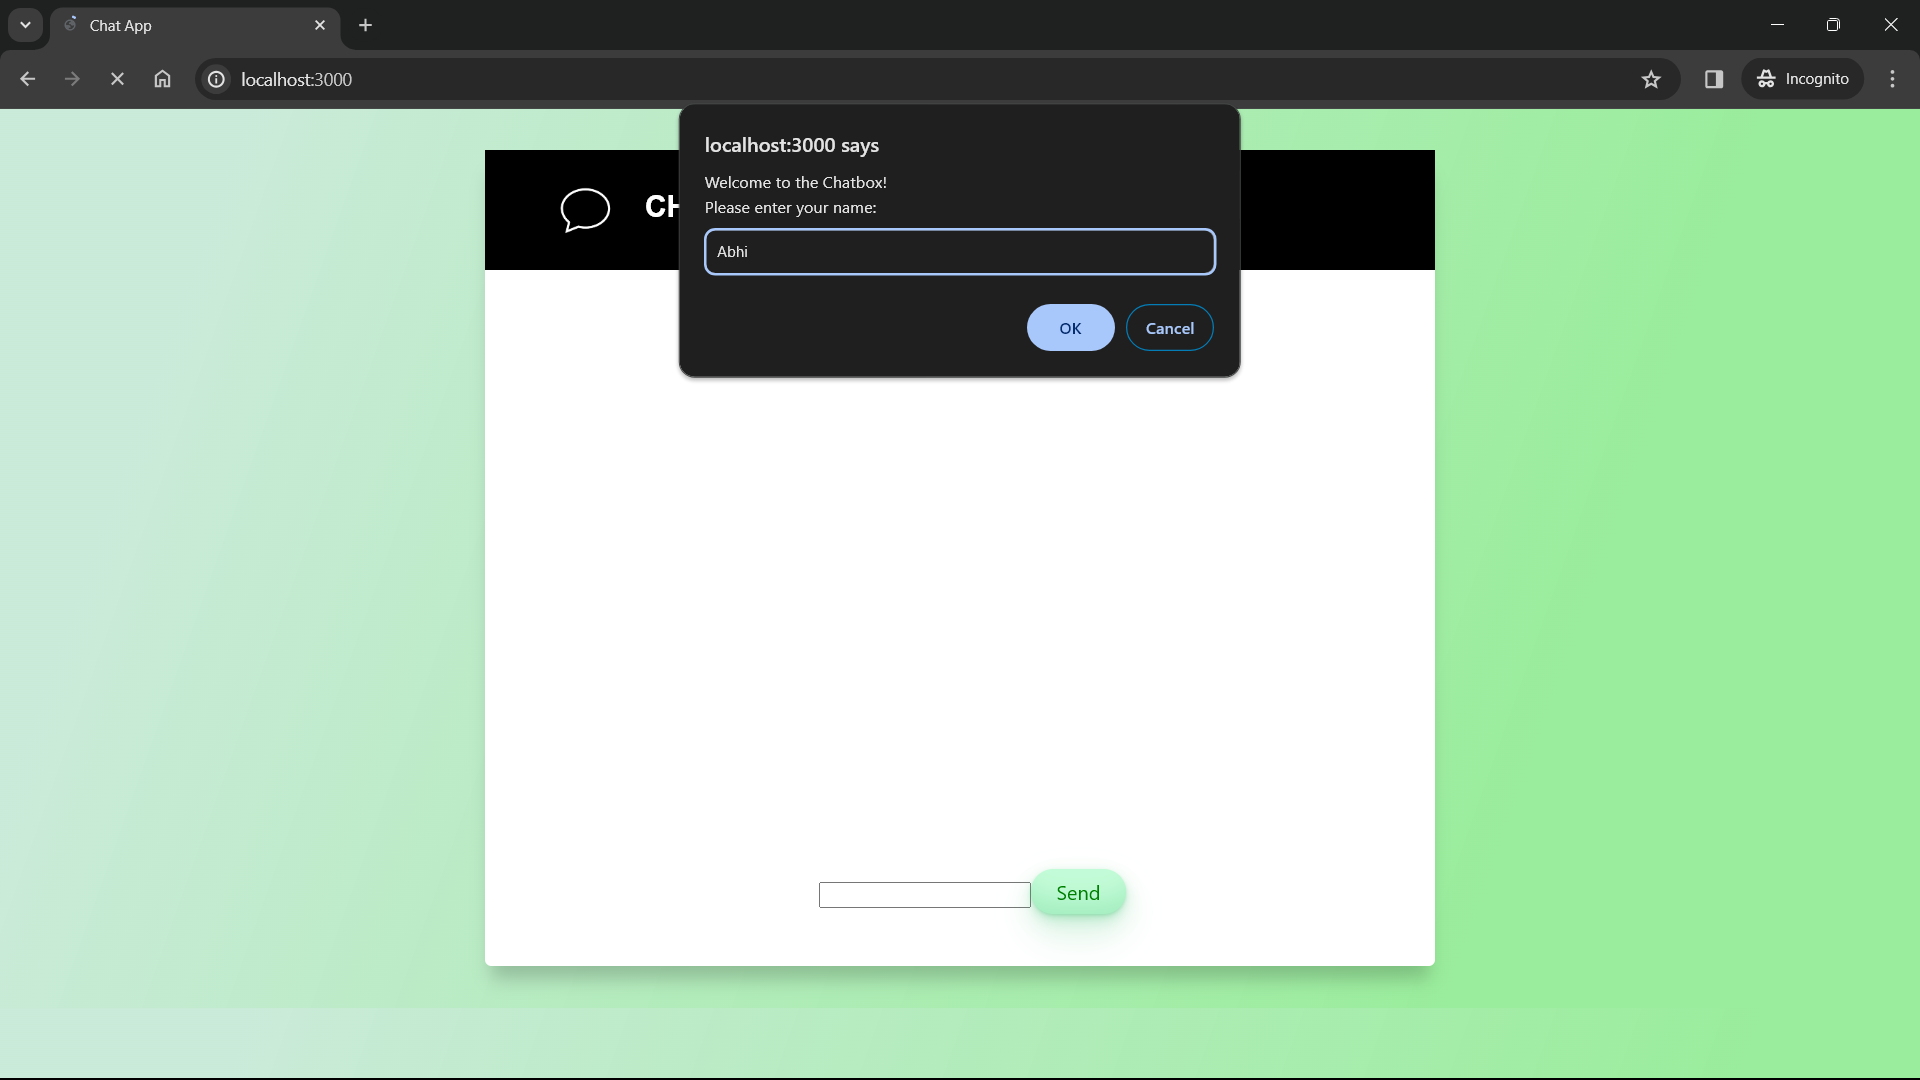 Chat App
localhost:3000
Incognito
localhost:3000 says
Welcome to the Chatbox!
Please enter your name:
Abhi
OK
Cancel
CH
Send